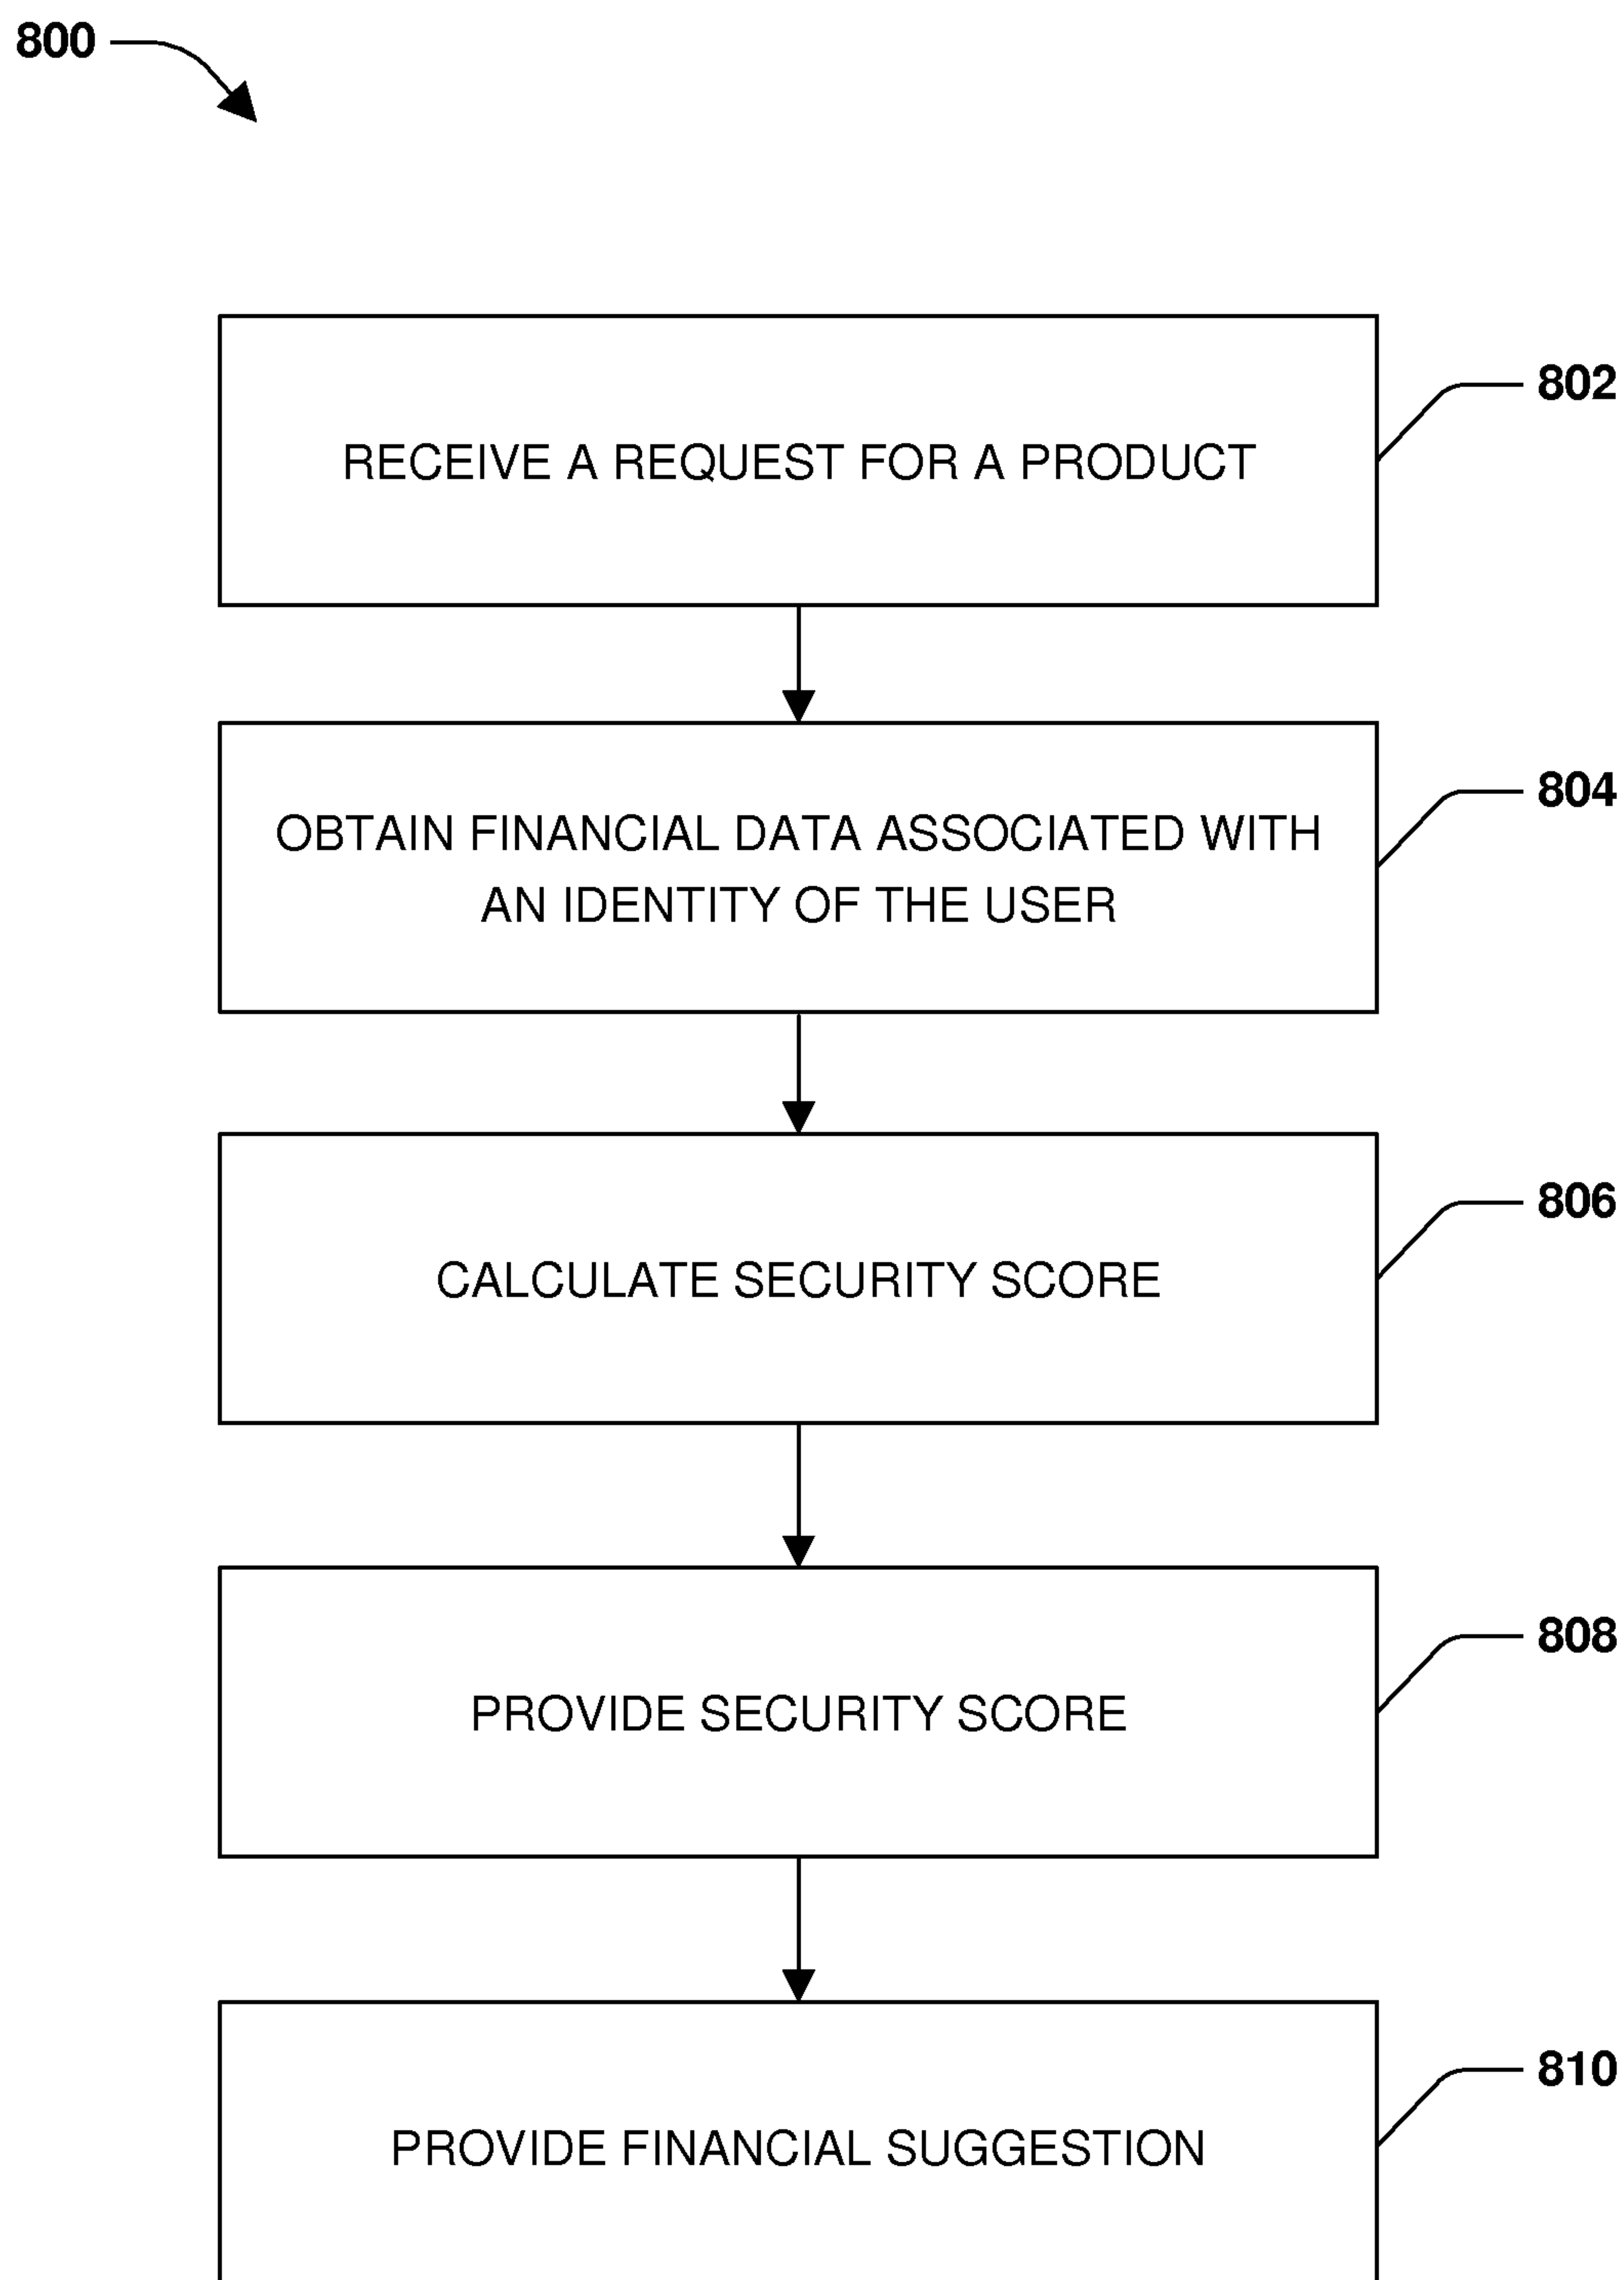 800
802
RECEIVE A REQUEST FOR A PRODUCT
804
OBTAIN FINANCIAL DATA ASSOCIATED WITH
AN IDENTITY OF THE USER
806
CALCULATE SECURITY SCORE
808
PROVIDE SECURITY SCORE
810
PROVIDE FINANCIAL SUGGESTION